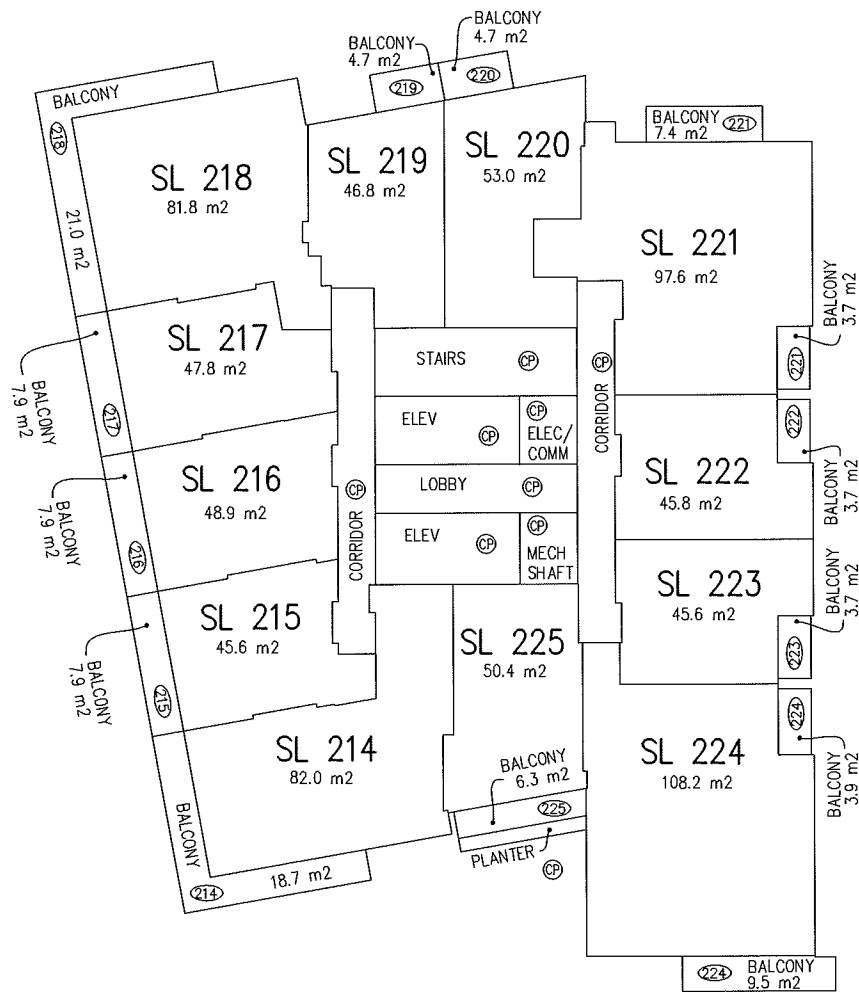 BALCONY
4.7 m2
BALCONY
4.7 m2
219
220
BALCONY
218
21.0 m2
SL 218
81.8 m2
SL 219
46.8 m2
SL 220
53.0 m2
BALCONY
7.4 m2
221
SL 221
97.6 m2
BALCONY
3.7 m2
221
SL 217
47.8 m2
BALCONY
7.9 m2
217
STAIRS
CP
CP
CORRIDOR
ELEV
CP
CP
ELEC/
COMM
222
BALCONY
3.7 m2
SL 222
45.8 m2
SL 216
48.9 m2
BALCONY
7.9 m2
216
CP
CORRIDOR
LOBBY
CP
ELEV
CP
CP
MECH
SHAFT
SL 223
45.6 m2
BALCONY
3.7 m2
223
SL 215
45.6 m2
BALCONY
7.9 m2
215
SL 225
50.4 m2
224
BALCONY
3.9 m2
SL 214
82.0 m2
SL 224
108.2 m2
BALCONY
6.3 m2
225
PLANTER
CP
BALCONY
214
18.7 m2
224
BALCONY
9.5 m2